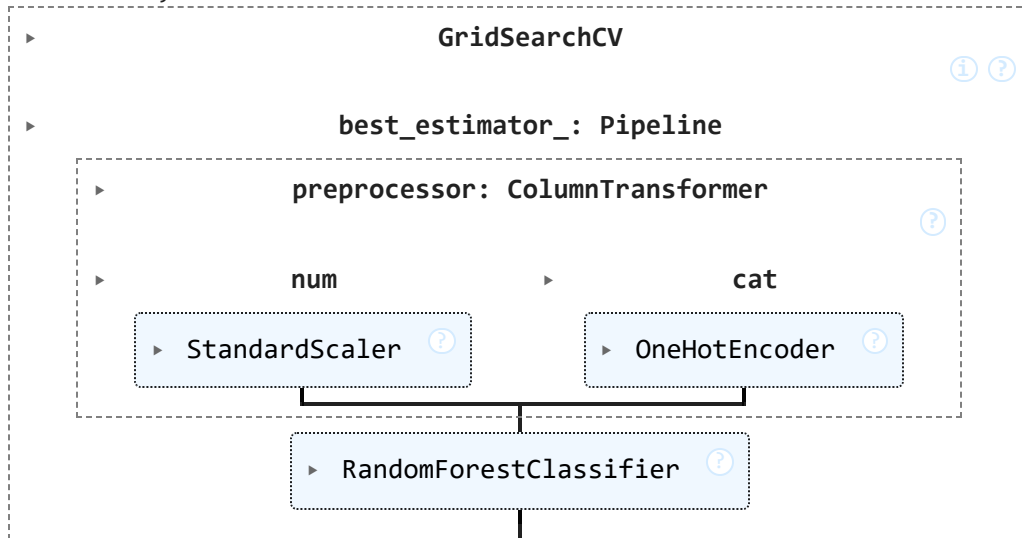 GridSearchCV
i ?
best_estimator_: Pipeline
preprocessor: ColumnTransformer
?
num cat
StandardScaler ? OneHotEncoder ?
RandomForestClassifier ?